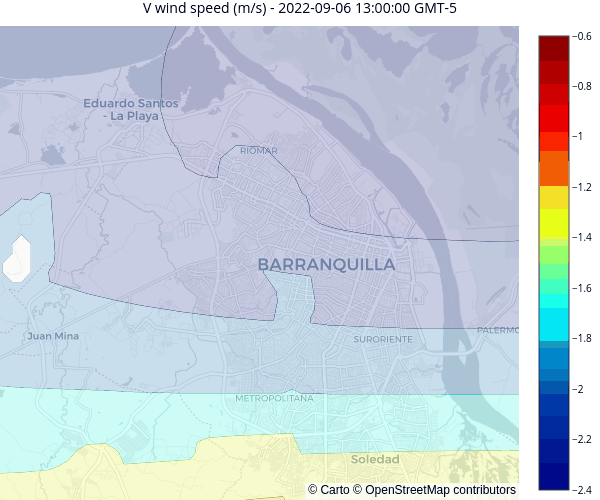 V wind speed (m/s) - 2022-09-06 13:00:00 GMT-5
−0.6
−0.8
−1
−1.2
−1.4
−1.6
−1.8
−2
−2.2
−2.4
Eduardo Santos
- La Playa
RIOMAR
BARRANQUILLA
Juan Mina
SURORIENTE
PALERMO
METROPOLITANA
Soledad
© Carto © OpenStreetMap contributors